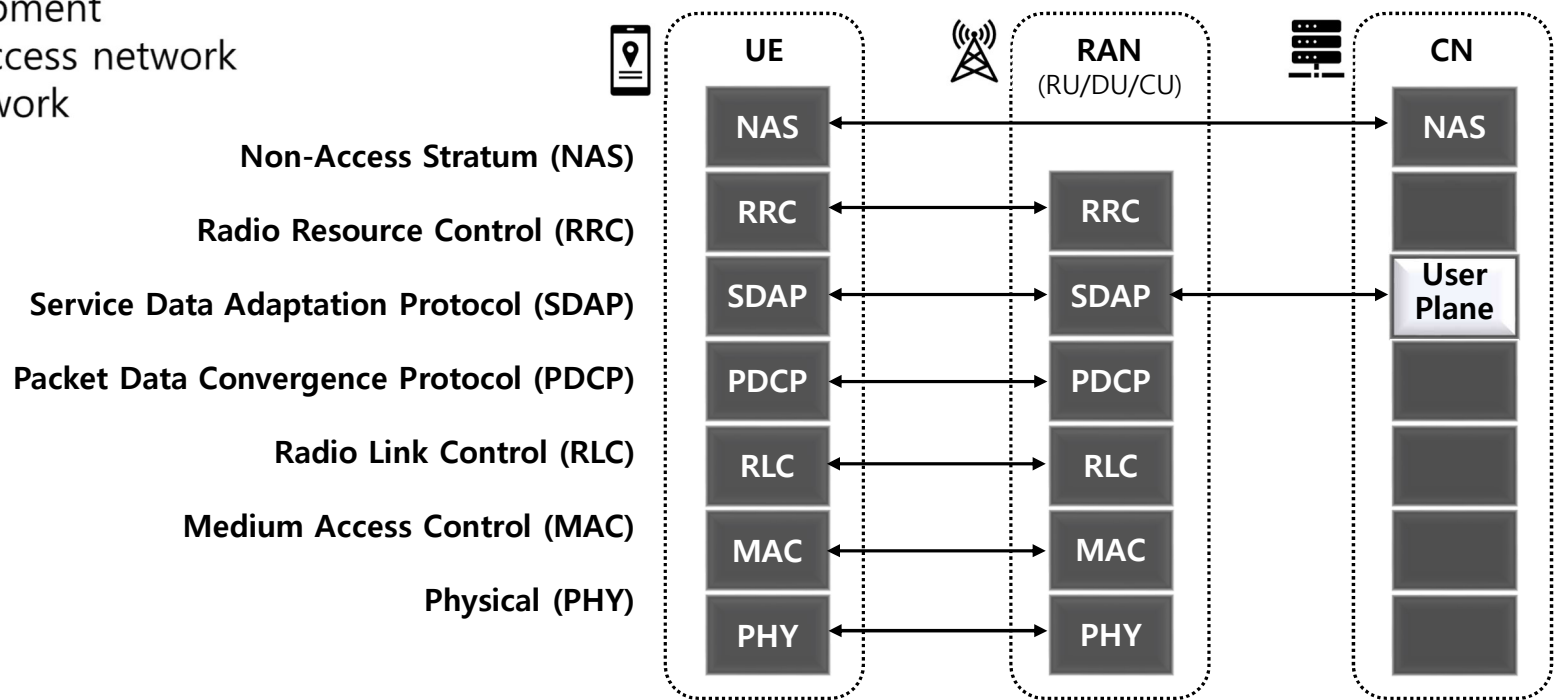 ccess network
work
Non-Access Stratum (NAS)
Radio Resource Control (RRC)
Service Data Adaptation Protocol (SDAP)
Packet Data Convergence Protocol (PDCP)
Radio Link Control (RLC)
Medium Access Control (MAC)
Physical (PHY)
UE
NAS
RRC
SDAP
PDCP
RLC
MAC
PHY
RAN
(RU/DU/CU)
RRC
SDAP
PDCP
RLC
MAC
PHY
CN
NAS
User
Plane